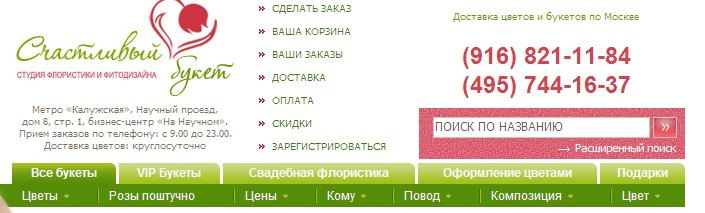 Счастливый
букет
СТУДИЯ ФЛОРИСТИКИ И ФИТОДИЗАЙНА
Метро «Калужская», Научный проезд,
дом 8, стр. 1, бизнес-центр «На Научном».
Прием заказов по телефону: с 9.00 до 23.00.
Доставка цветов: круглосуточно
СДЕЛАТЬ ЗАКАЗ
ВАША КОРЗИНА
ВАШИ ЗАКАЗЫ
ДОСТАВКА
ОПЛАТА
СКИДКИ
ЗАРЕГИСТРИРОВАТЬСЯ
Доставка цветов и букетов по Москве
(916) 821-11-84
(495) 744-16-37
ПОИСК ПО НАЗВАНИЮ »
→ Расширенный поиск
Все букеты VIP Букеты Свадебная флористика Оформление цветами Подарки
Цветы Розы поштучно Цены Кому Повод Композиция Цвет